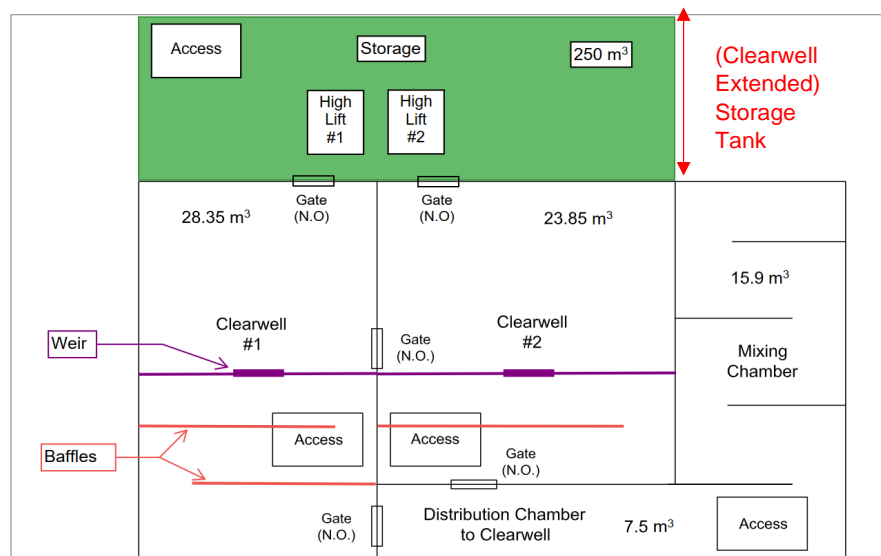 Access
Storage
250 m³
(Clearwell
Extended)
Storage
Tank
High
Lift
#1
High
Lift
#2
Gate
(N.O)
Gate
(N.O)
28.35 m³
23.85 m³
15.9 m³
Clearwell
#1
Clearwell
#2
Weir
Gate
(N.O.)
Mixing
Chamber
Access
Access
Baffles
Gate
(N.O.)
Gate
(N.O.)
Distribution Chamber
to Clearwell
7.5 m³
Access